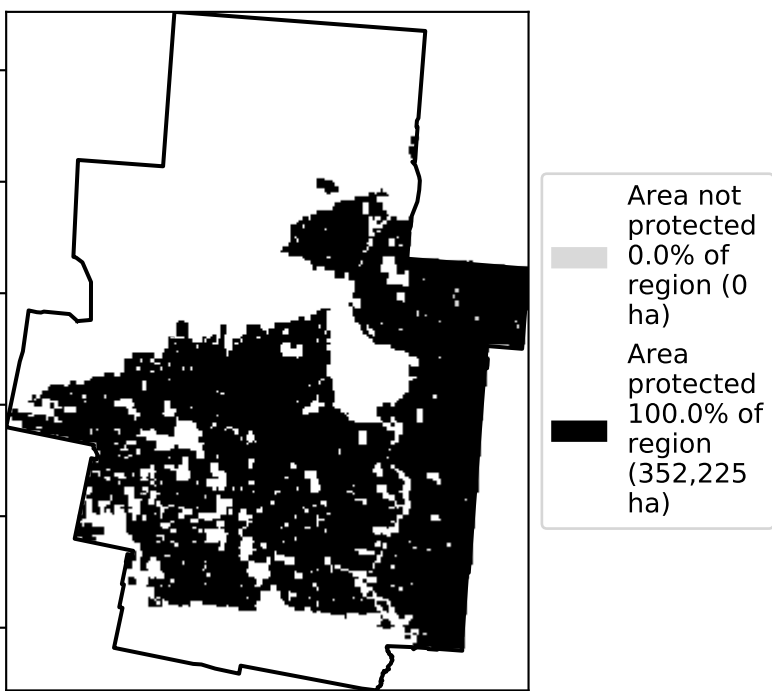 Area not
protected
0.0% of
region (0
ha)
Area
protected
100.0% of
region
(352,225
ha)